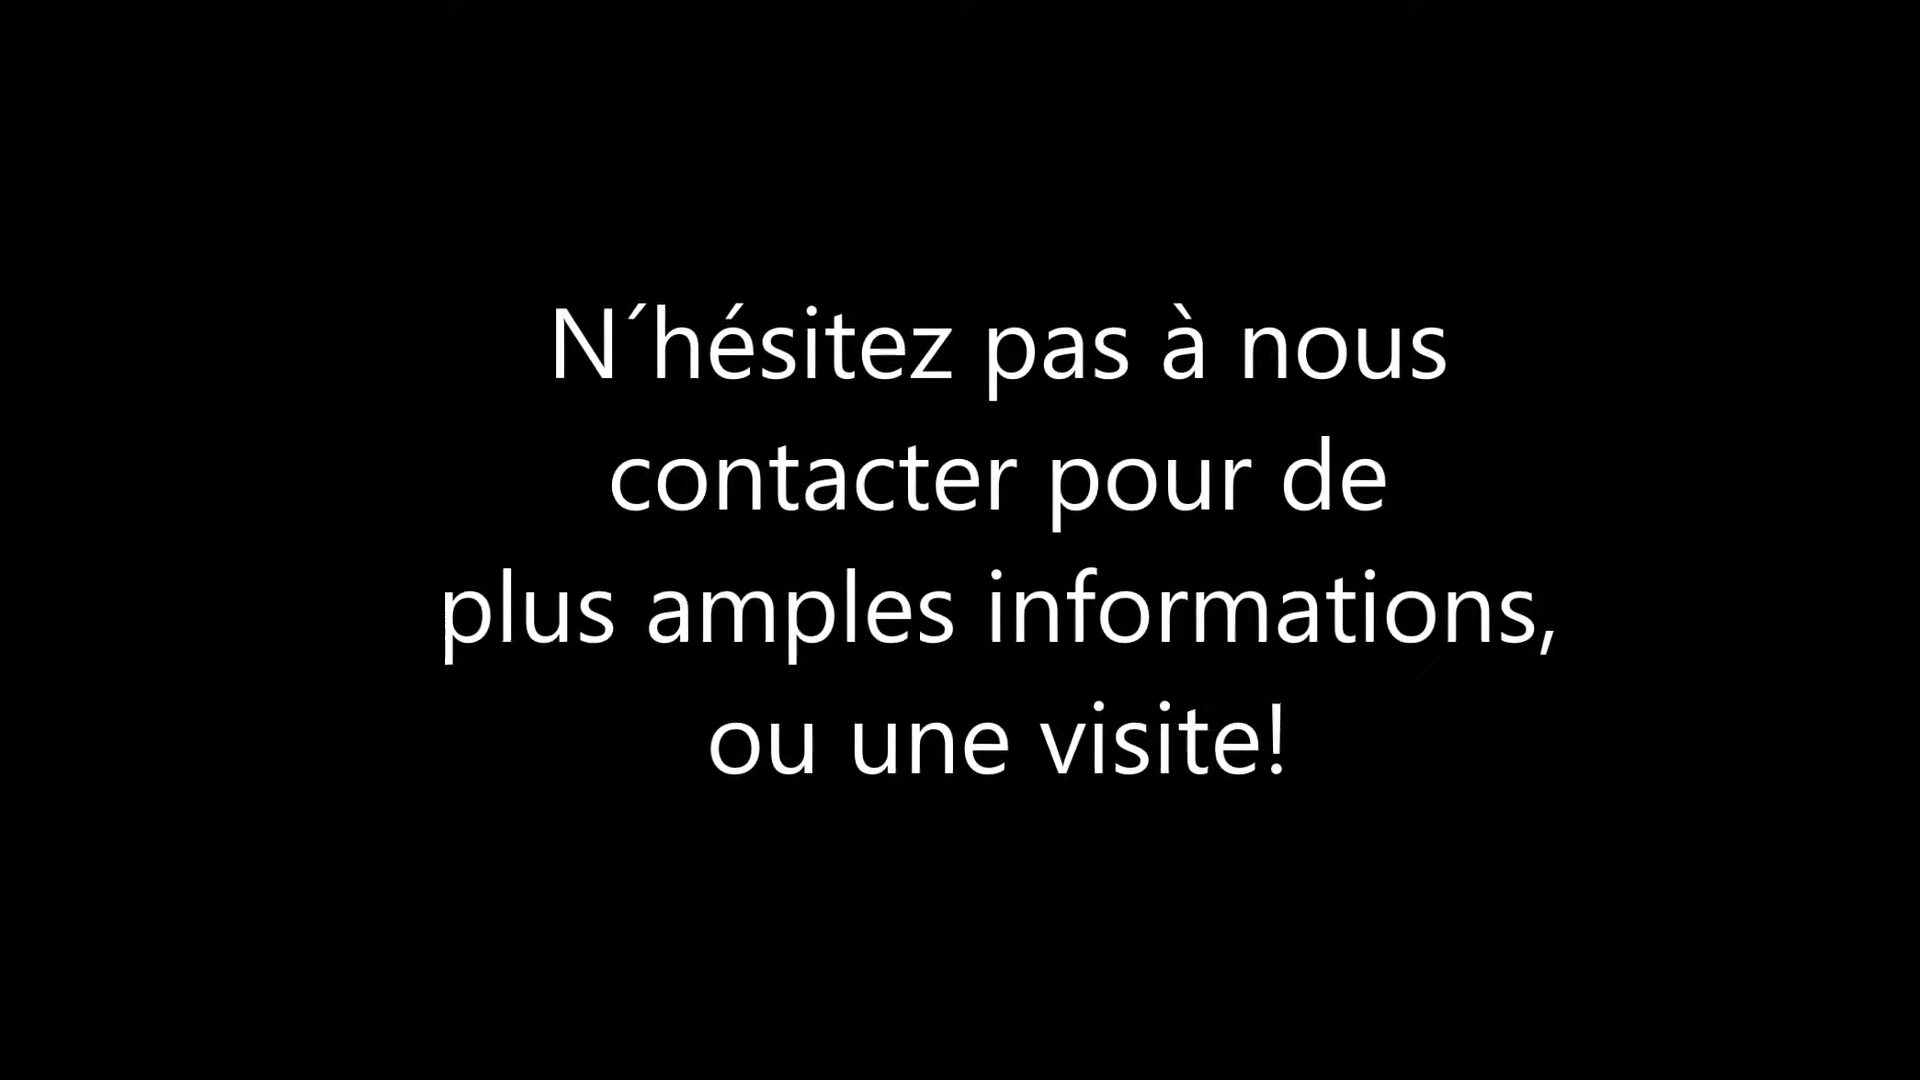 N´hésitez pas à nous
contacter pour de
plus amples informations,
ou une visite!